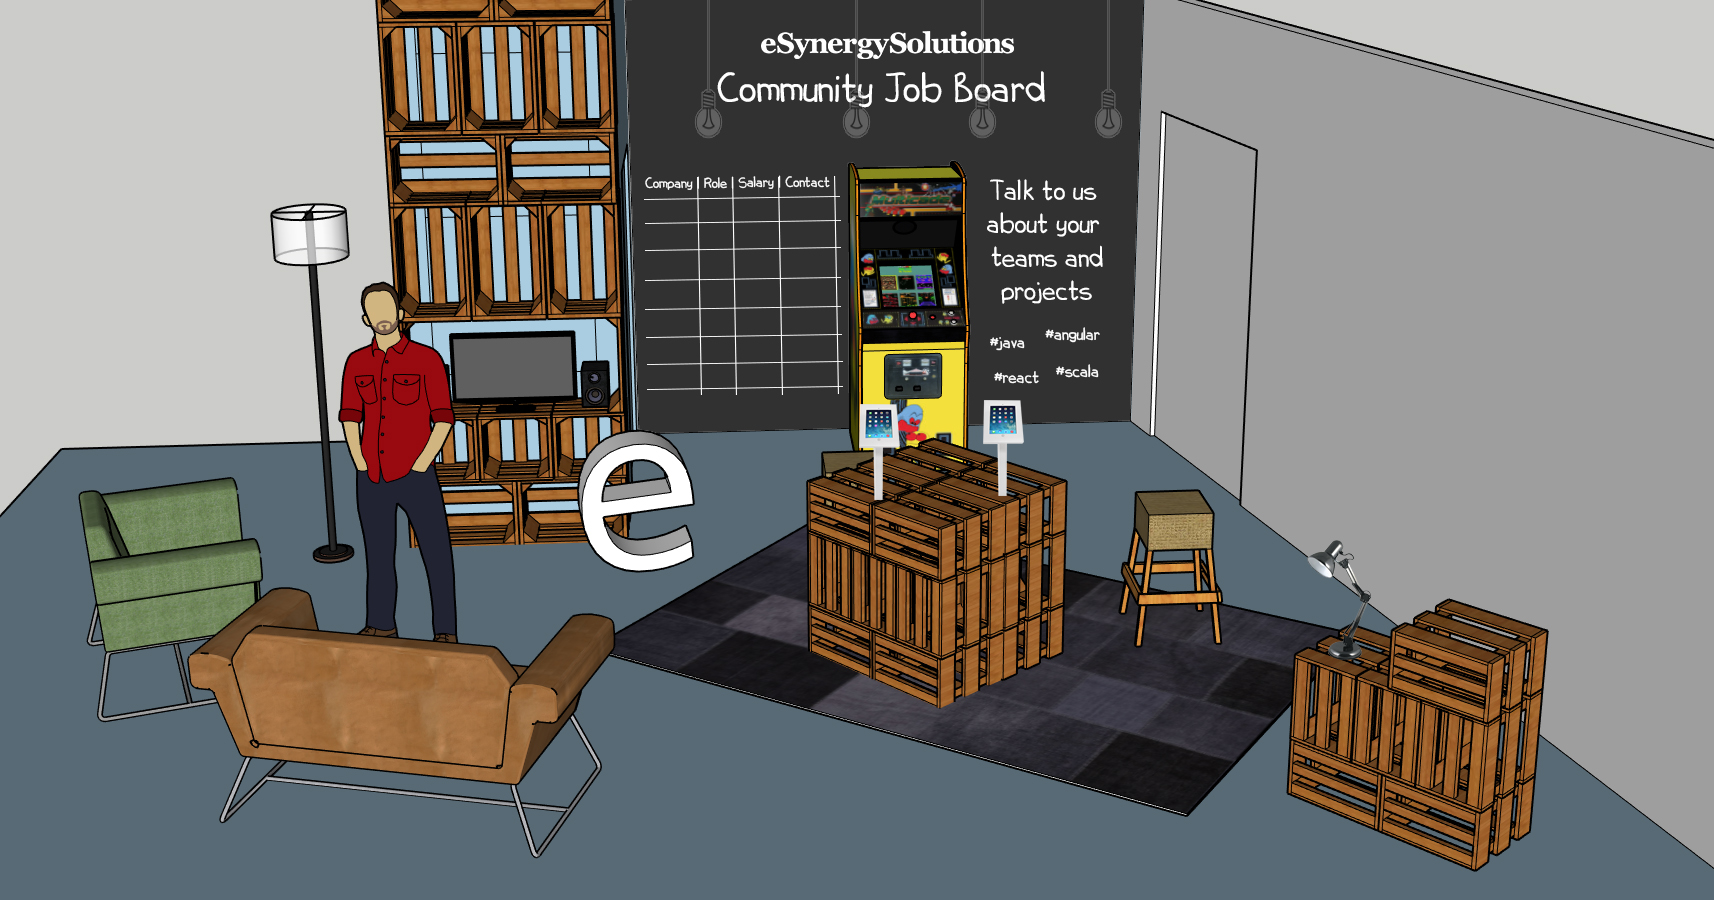 eSynergySolutions
Community Job Board
Company Role Salary Contact
Talk to us
about your
teams and
projects
#java #angular
#react #scala
e